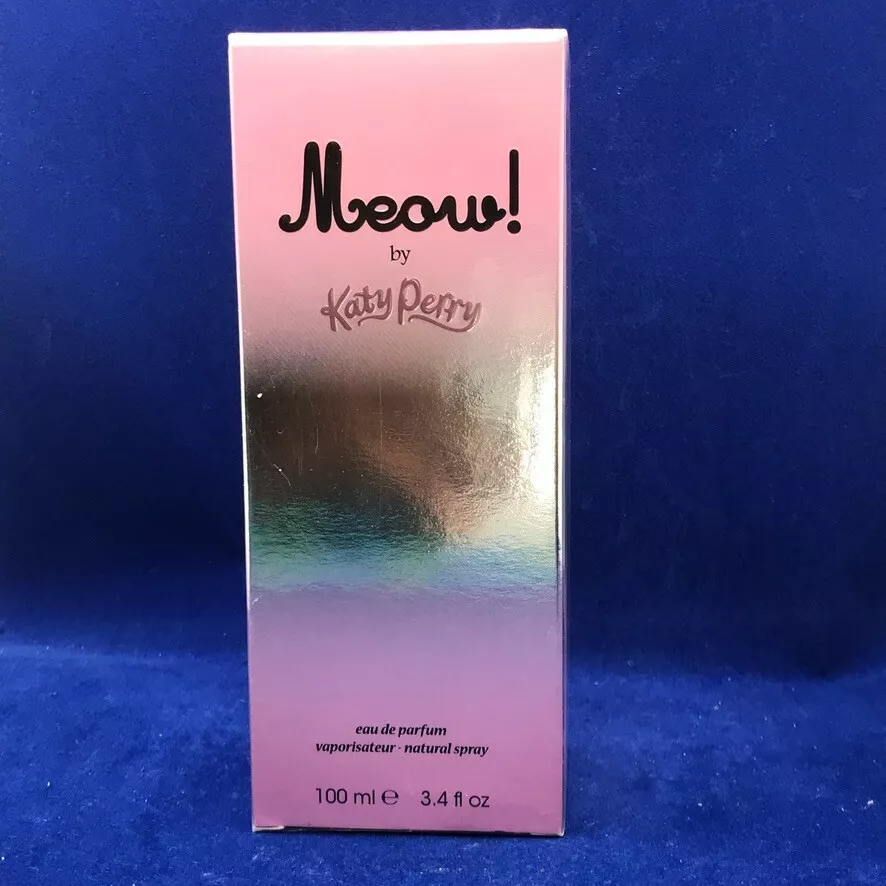 Meow!
by
Katy Perry
eau de parfum
vaporisateur · natural spray
100 ml ℮ 3.4 fl oz